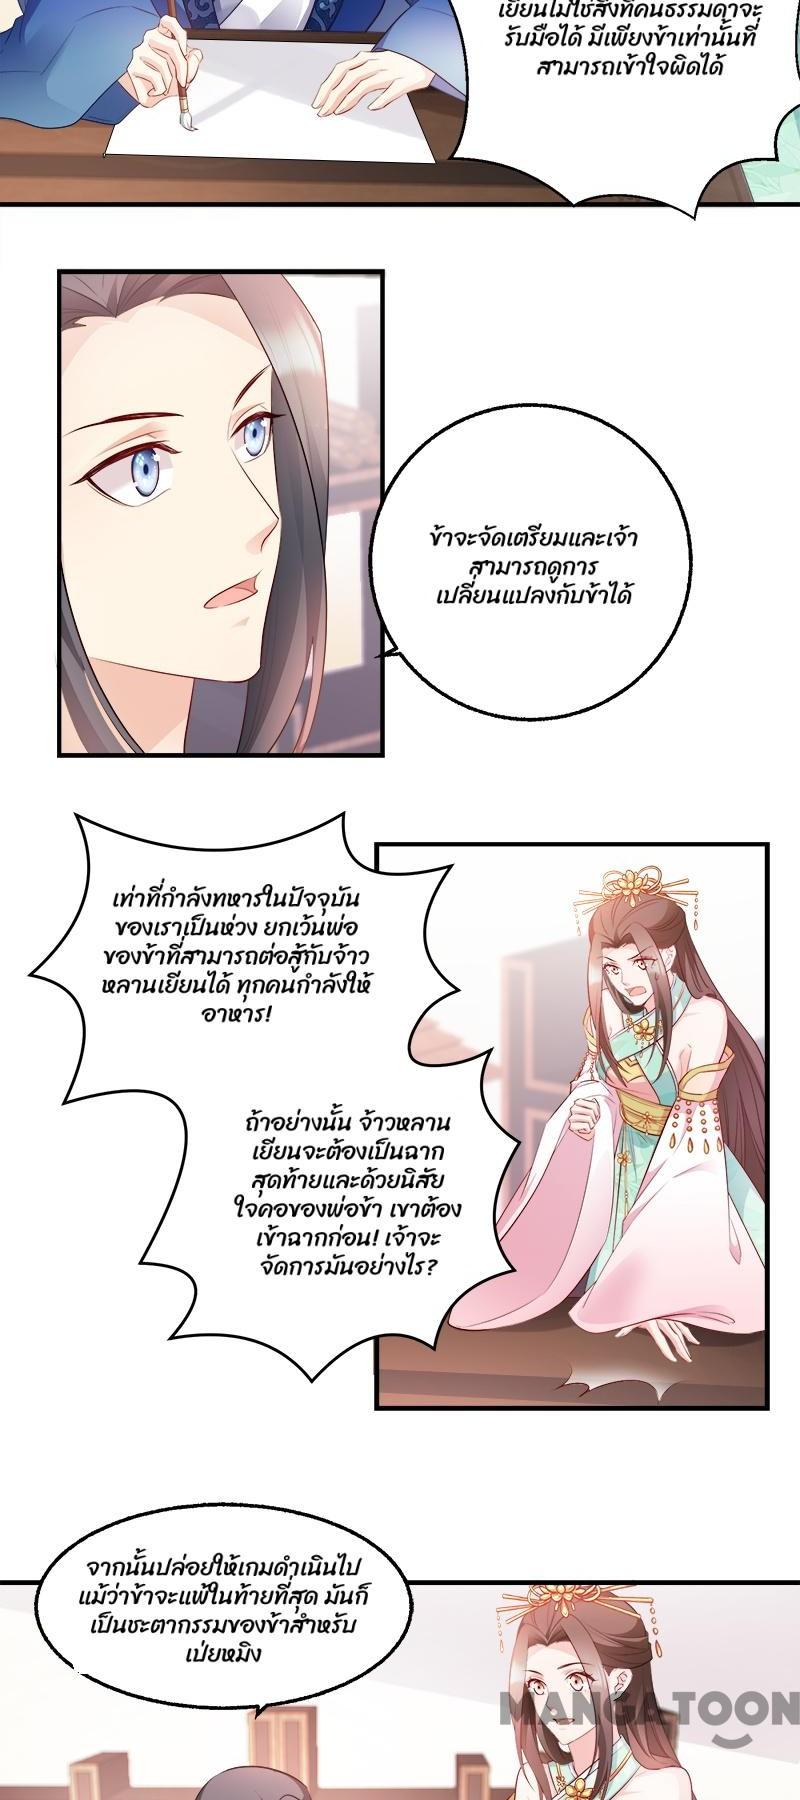 เยียนไม่ใช่สิ่งที่คนธรรมดาจะ
รับมือได้ มีเพียงข้าเท่านั้นที่
สามารถเข้าใจผิดได้
ข้าจะจัดเตรียมและเจ้า
สามารถดูการ
เปลี่ยนแปลงกับข้าได้
เท่าที่กำลังทหารในปัจจุบัน
ของเราเป็นห่วง ยกเว้นพ่อ
ของข้าที่สามารถต่อสู้กับจ้าว
หลานเยียนได้ ทุกคนกำลังให้
อาหาร!
ถ้าอย่างนั้น จ้าวหลาน
เยียนจะต้องเป็นฉาก
สุดท้ายและด้วยนิสัย
ใจคอของพ่อข้า เขาต้อง
เข้าฉากก่อน! เจ้าจะ
จัดการมันอย่างไร?
จากนั้นปล่อยให้เกมดำเนินไป
แม้ว่าข้าจะแพ้ในท้ายที่สุด มันก็
เป็นชะตากรรมของข้าสำหรับ
เป่ยหมิง
MANGATOON